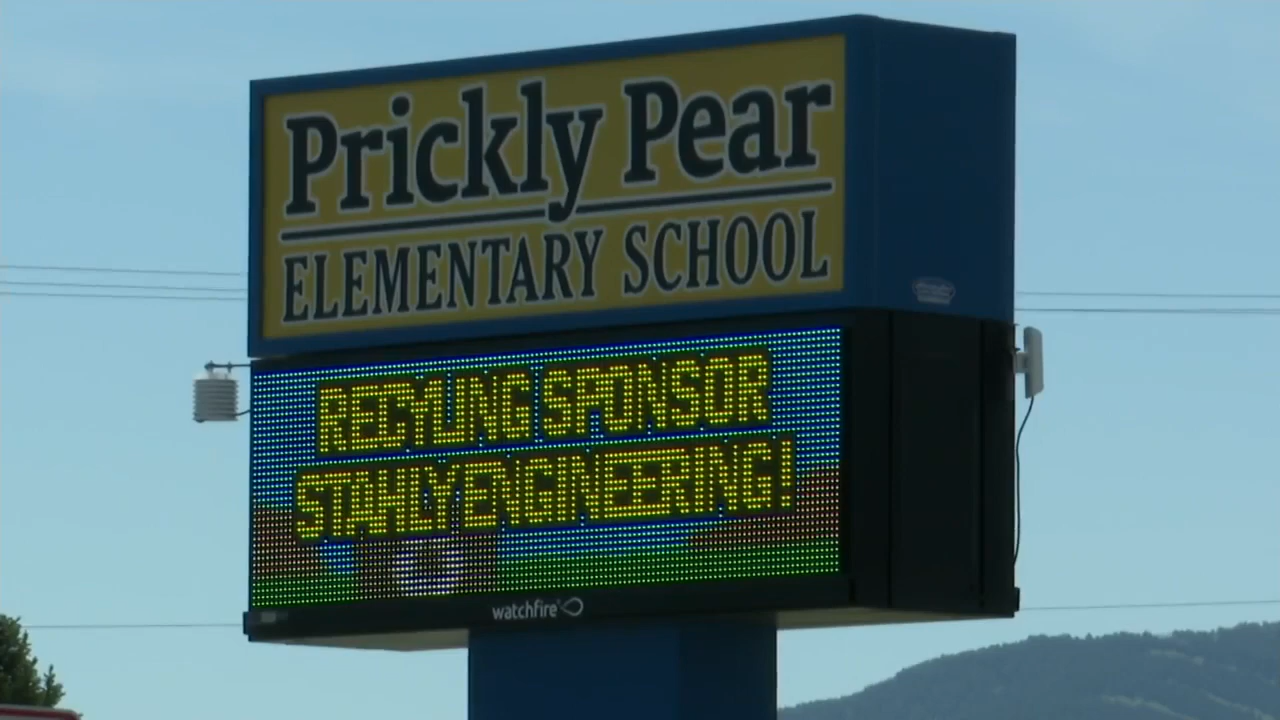 Prickly Pear
ELEMENTARY SCHOOL
RECYLING SPONSOR
STAHLY ENGINEERING!
watchfire